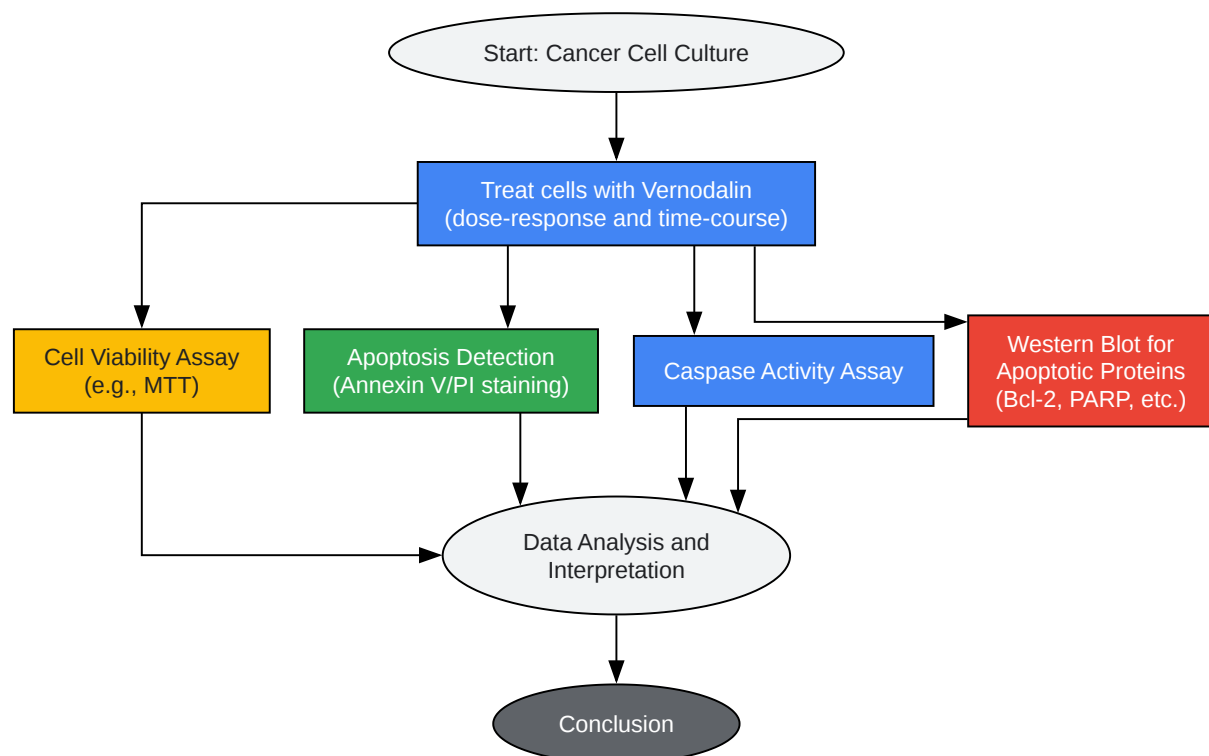 Start: Cancer Cell Culture
Treat cells with Vernodalin
(dose-response and time-course)
Cell Viability Assay
(e.g., MTT)
Apoptosis Detection
(Annexin V/PI staining)
Caspase Activity Assay
Western Blot for
Apoptotic Proteins
(Bcl-2, PARP, etc.)
Data Analysis and
Interpretation
Conclusion